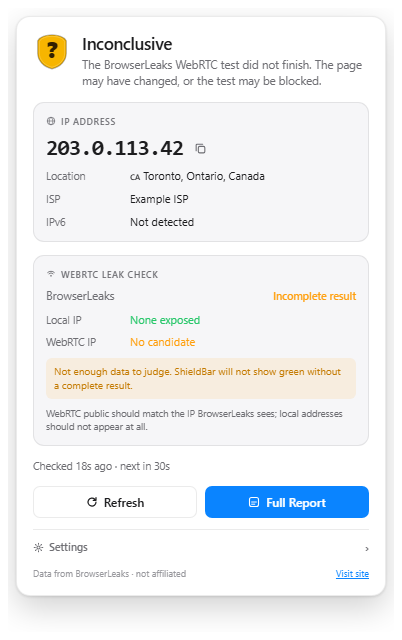 ?
Inconclusive
The BrowserLeaks WebRTC test did not finish. The page
may have changed, or the test may be blocked.
IP ADDRESS
203.0.113.42
Location CA Toronto, Ontario, Canada
ISP Example ISP
IPv6 Not detected
WEBRTC LEAK CHECK
BrowserLeaks Incomplete result
Local IP None exposed
WebRTC IP No candidate
Not enough data to judge. ShieldBar will not show green without
a complete result.
WebRTC public should match the IP BrowserLeaks sees; local addresses
should not appear at all.
Checked 18s ago · next in 30s
Refresh Full Report
Settings ›
Data from BrowserLeaks · not affiliated Visit site